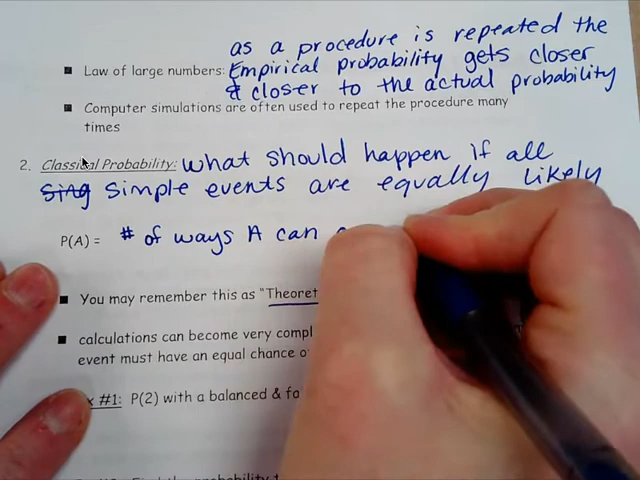 as a procedure is repeated the
Law of large numbers: Empirical probability gets closer
& closer to the actual probability
Computer simulations are often used to repeat the procedure many
times
2. Classical Probability: what should happen if all
sing simple events are equally likely
P(A) = # of ways A can
You may remember this as "Theoret
calculations can become very compl
event must have an equal chance o
#1: P(2) with a balanced & fo